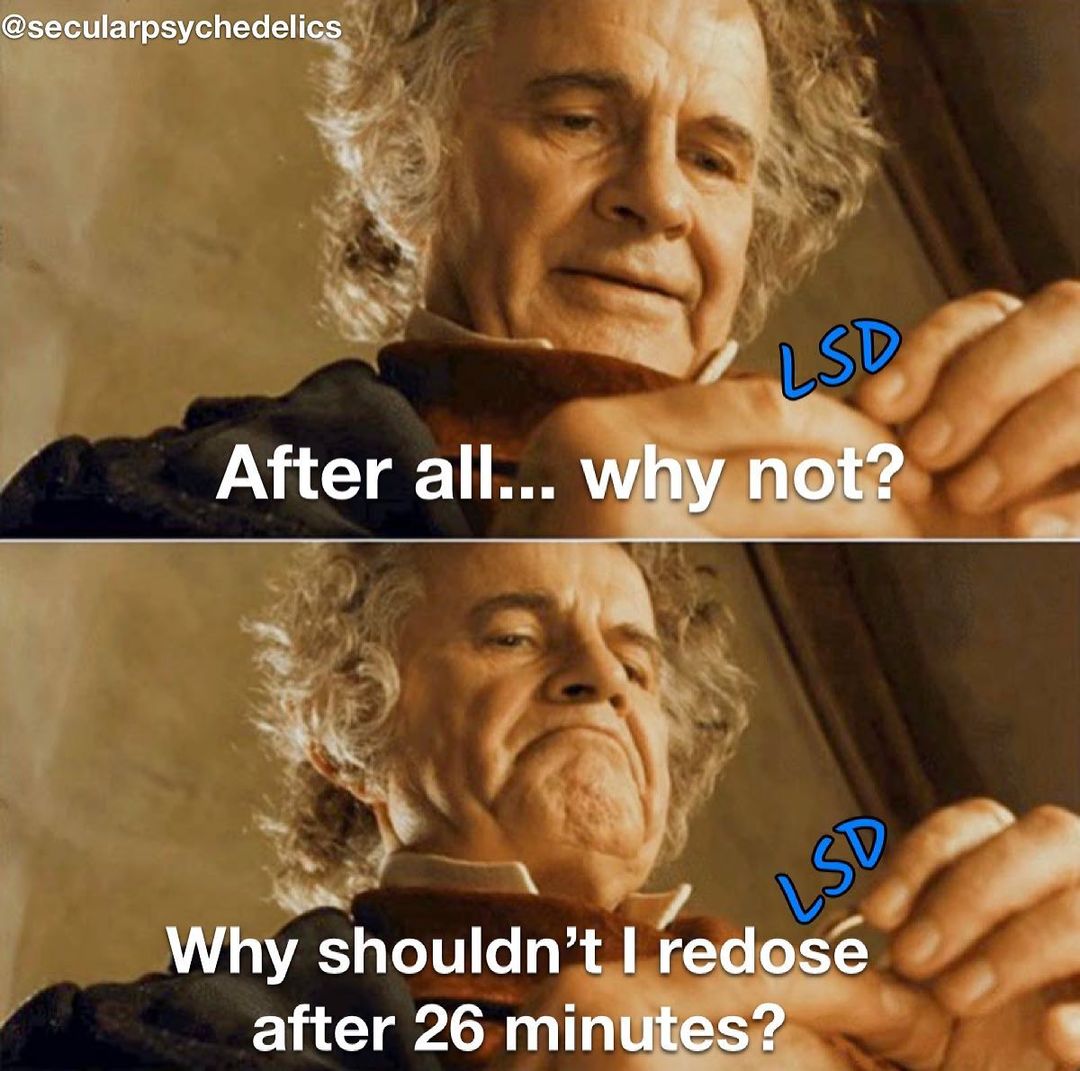 @secularpsychedelics
LSD
After all... why not?
LSD
Why shouldn’t I redose
after 26 minutes?